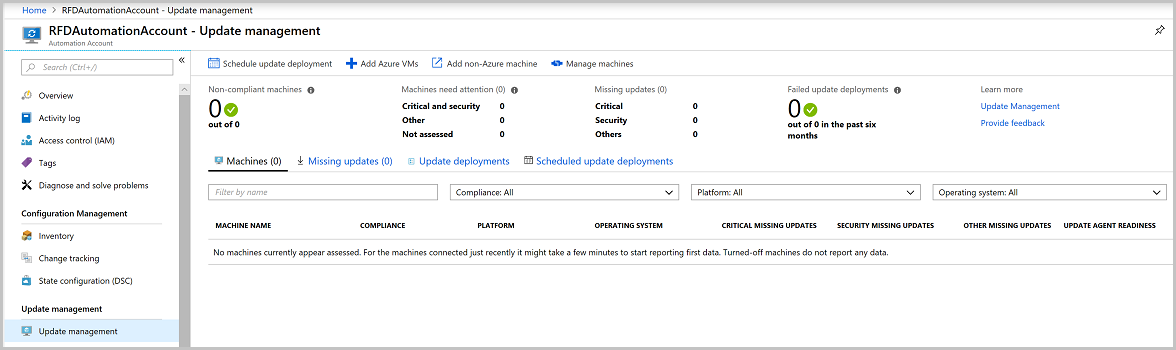 Home > RFDAutomationAccount - Update management
RFDAutomationAccount - Update management
Automation Account
Search (Ctrl+/)
Overview
Activity log
Access control (IAM)
Tags
Diagnose and solve problems
Configuration Management
Inventory
Change tracking
State configuration (DSC)
Update management
Update management
Schedule update deployment
Add Azure VMs
Add non-Azure machine
Manage machines
Non-compliant machines
0
out of 0
Machines need attention (0)
Critical and security 0
Other 0
Not assessed 0
Missing updates (0)
Critical 0
Security 0
Others 0
Failed update deployments
0
out of 0 in the past six
months
Learn more
Update Management
Provide feedback
Machines (0)
Missing updates (0)
Update deployments
Scheduled update deployments
Filter by name
Compliance: All
Platform: All
Operating system: All
MACHINE NAME COMPLIANCE PLATFORM OPERATING SYSTEM CRITICAL MISSING UPDATES SECURITY MISSING UPDATES OTHER MISSING UPDATES UPDATE AGENT READINESS
No machines currently appear assessed. For the machines connected just recently it might take a few minutes to start reporting first data. Turned-off machines do not report any data.